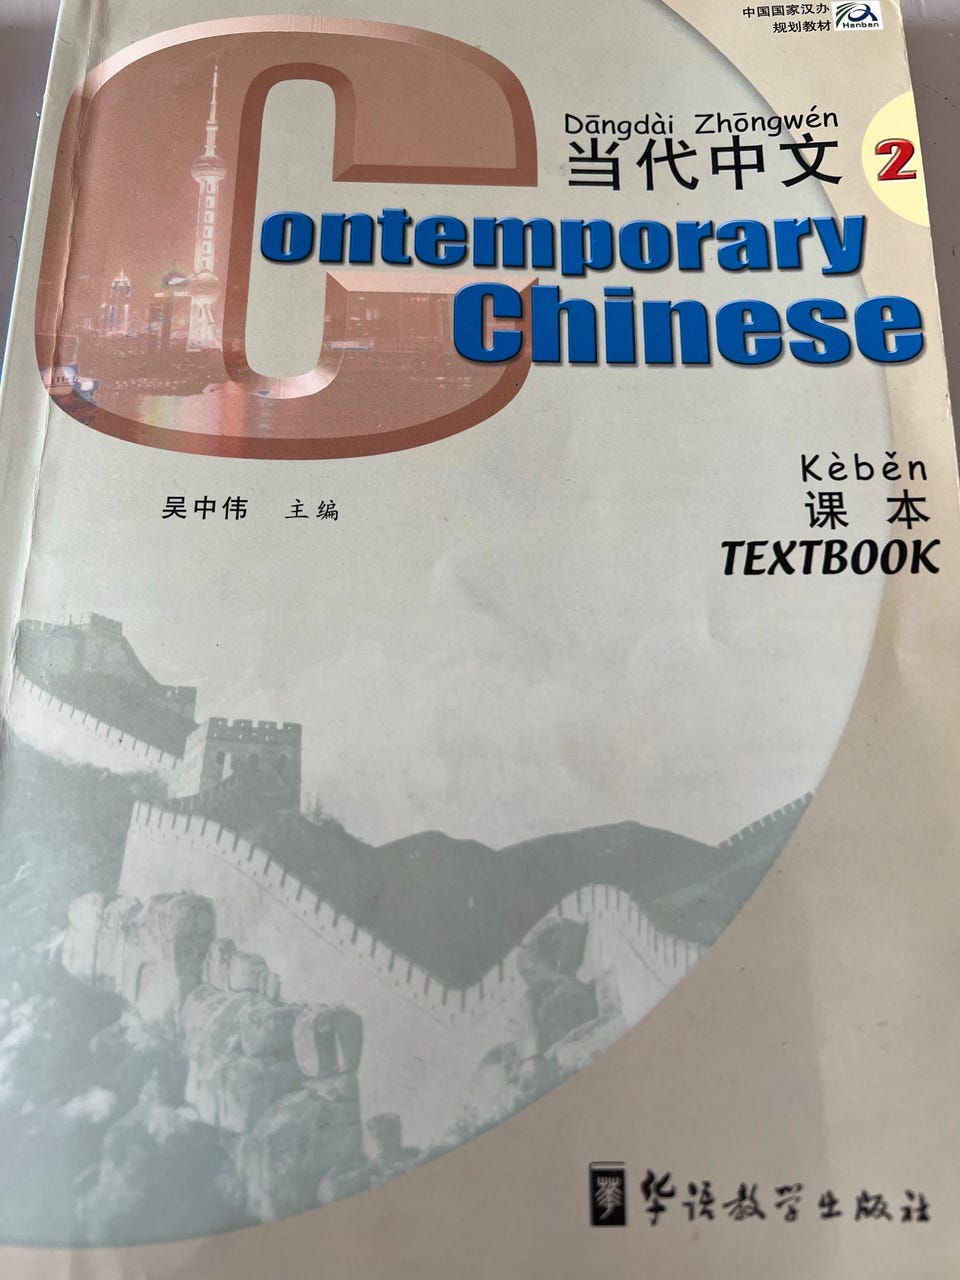 中国国家汉办
规划教材
Hanban
Dāngdài Zhōngwén
当代中文
2
Contemporary
Chinese
Kèběn
课本
TEXTBOOK
吴中伟 主编
华语教学出版社